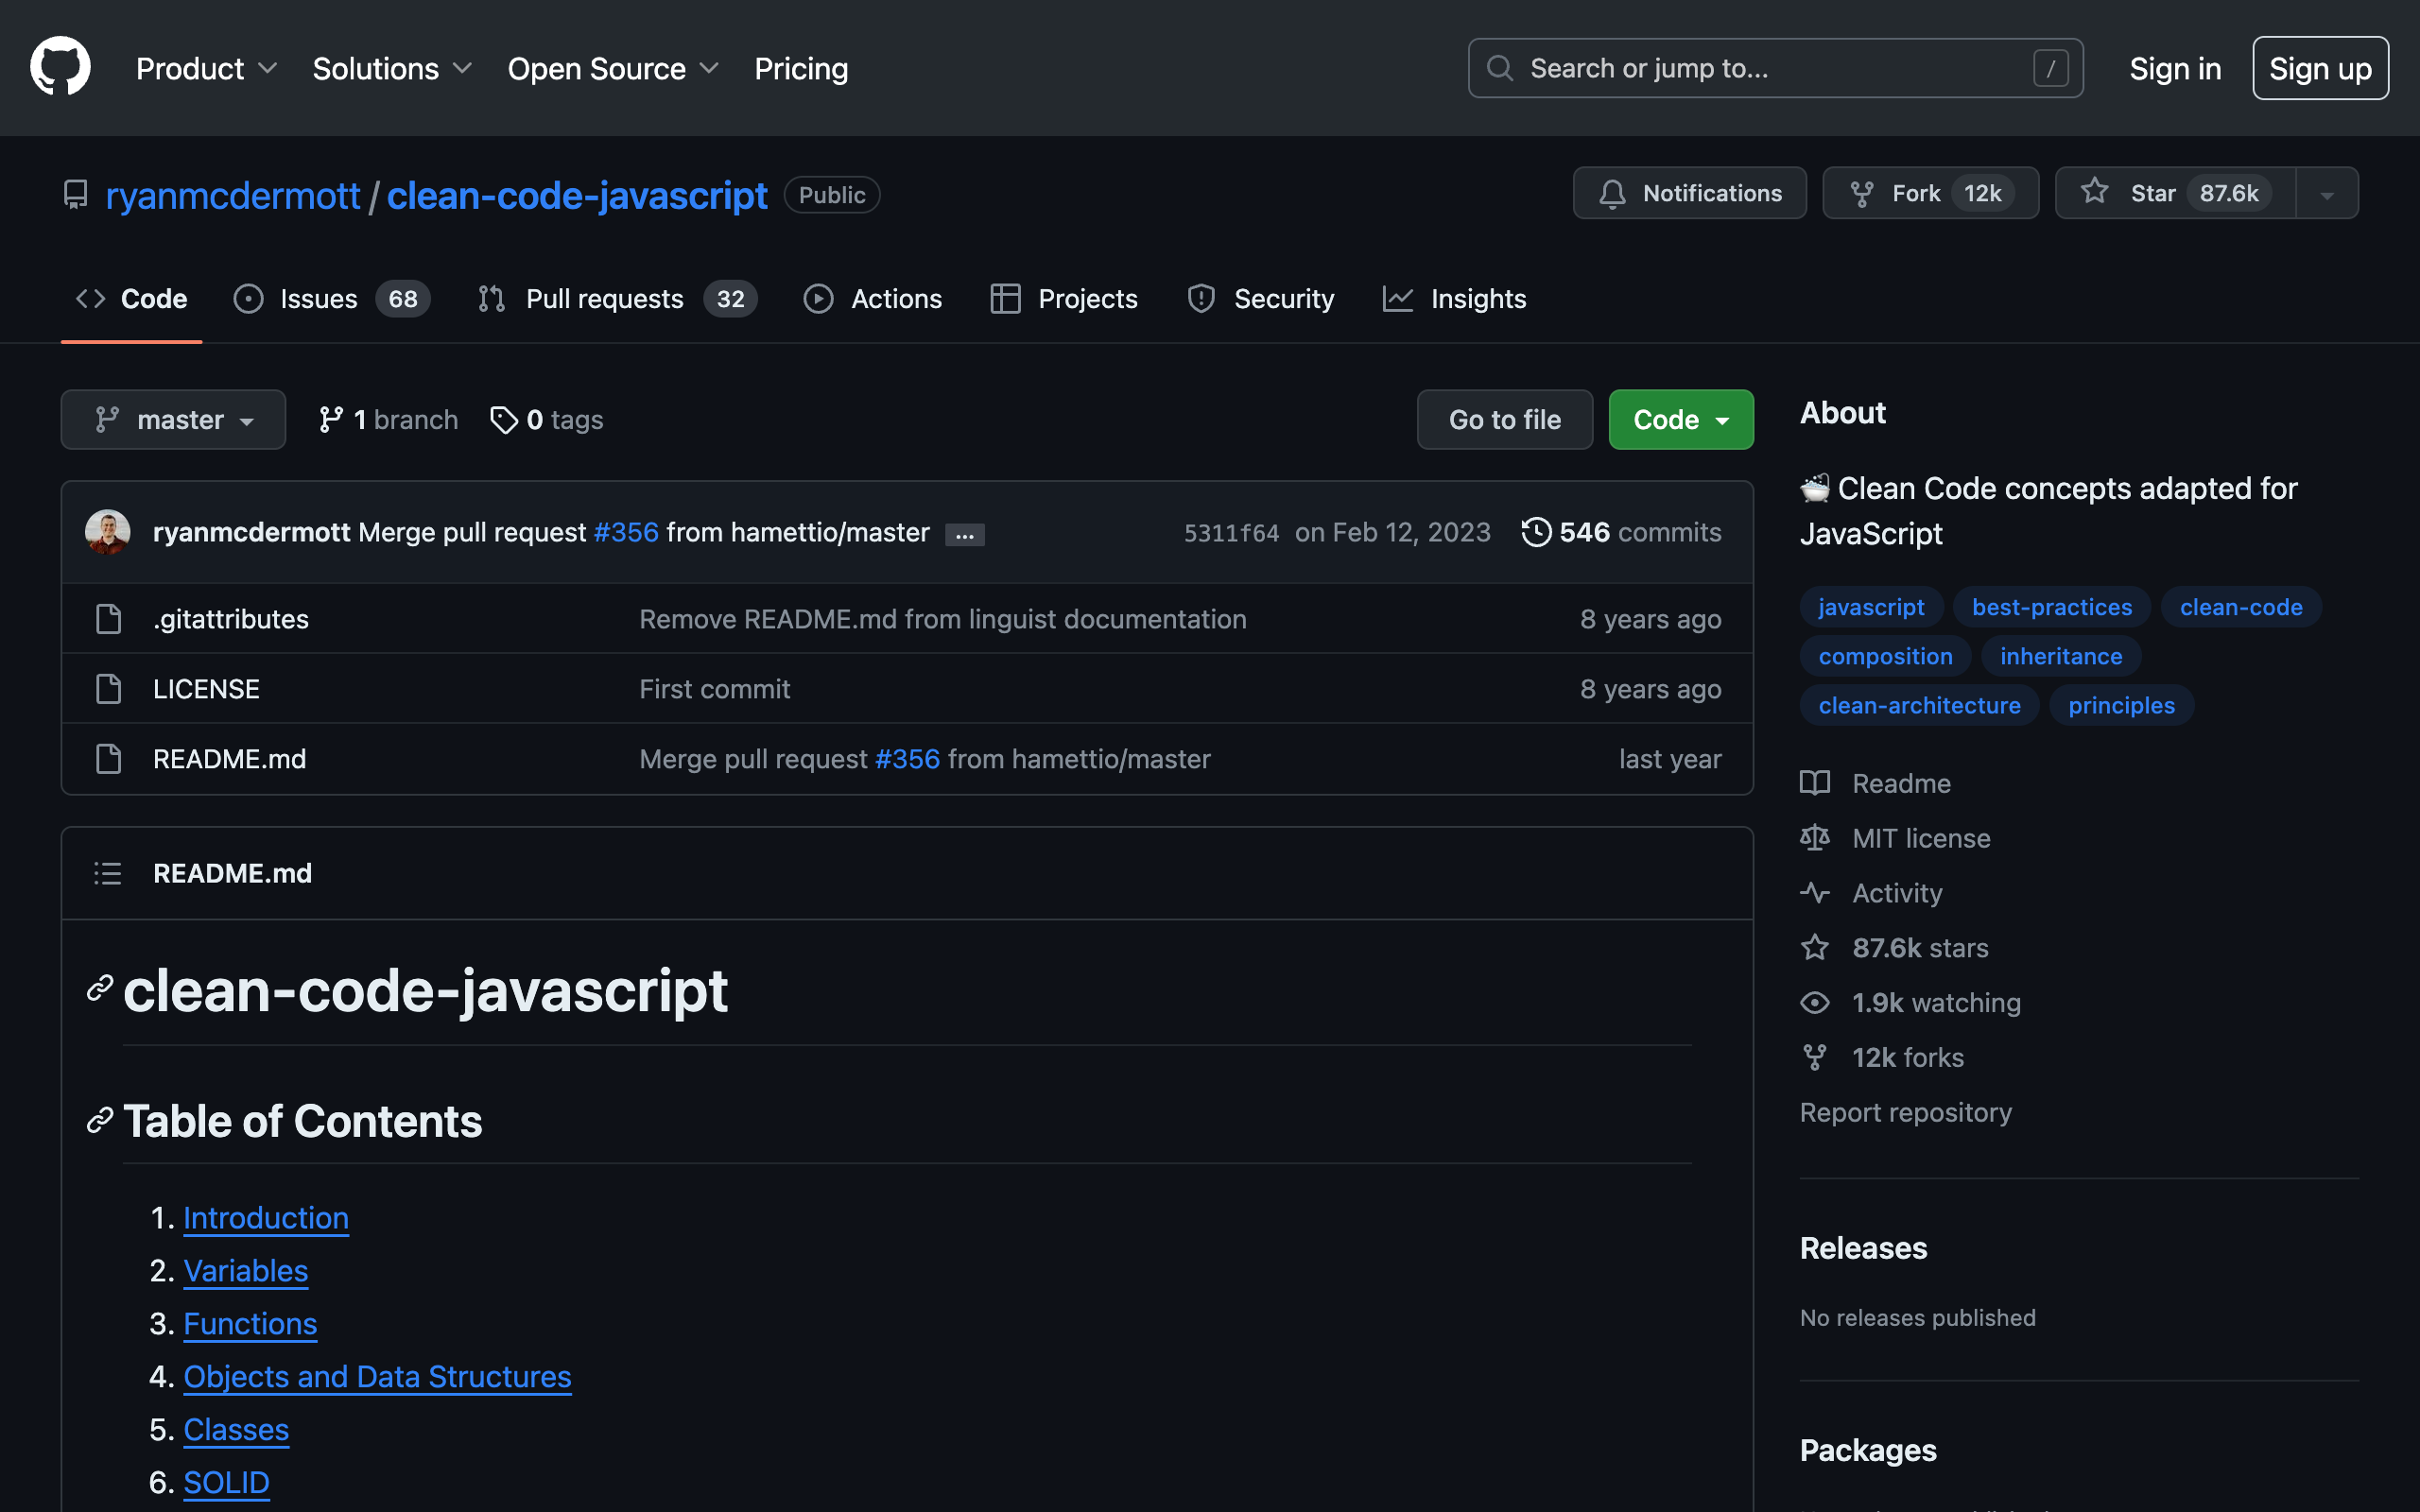 Product Solutions Open Source Pricing Search or jump to... / Sign in Sign up
ryanmcdermott / clean-code-javascript Public Notifications Fork 12k Star 87.6k
Code Issues 68 Pull requests 32 Actions Projects Security Insights
master 1 branch 0 tags Go to file Code
ryanmcdermott Merge pull request #356 from hamettio/master ... 5311f64 on Feb 12, 2023 546 commits
.gitattributes Remove README.md from linguist documentation 8 years ago
LICENSE First commit 8 years ago
README.md Merge pull request #356 from hamettio/master last year
README.md
clean-code-javascript
Table of Contents
1. Introduction
2. Variables
3. Functions
4. Objects and Data Structures
5. Classes
6. SOLID
About
Clean Code concepts adapted for
JavaScript
javascript best-practices clean-code
composition inheritance
clean-architecture principles
Readme
MIT license
Activity
87.6k stars
1.9k watching
12k forks
Report repository
Releases
No releases published
Packages